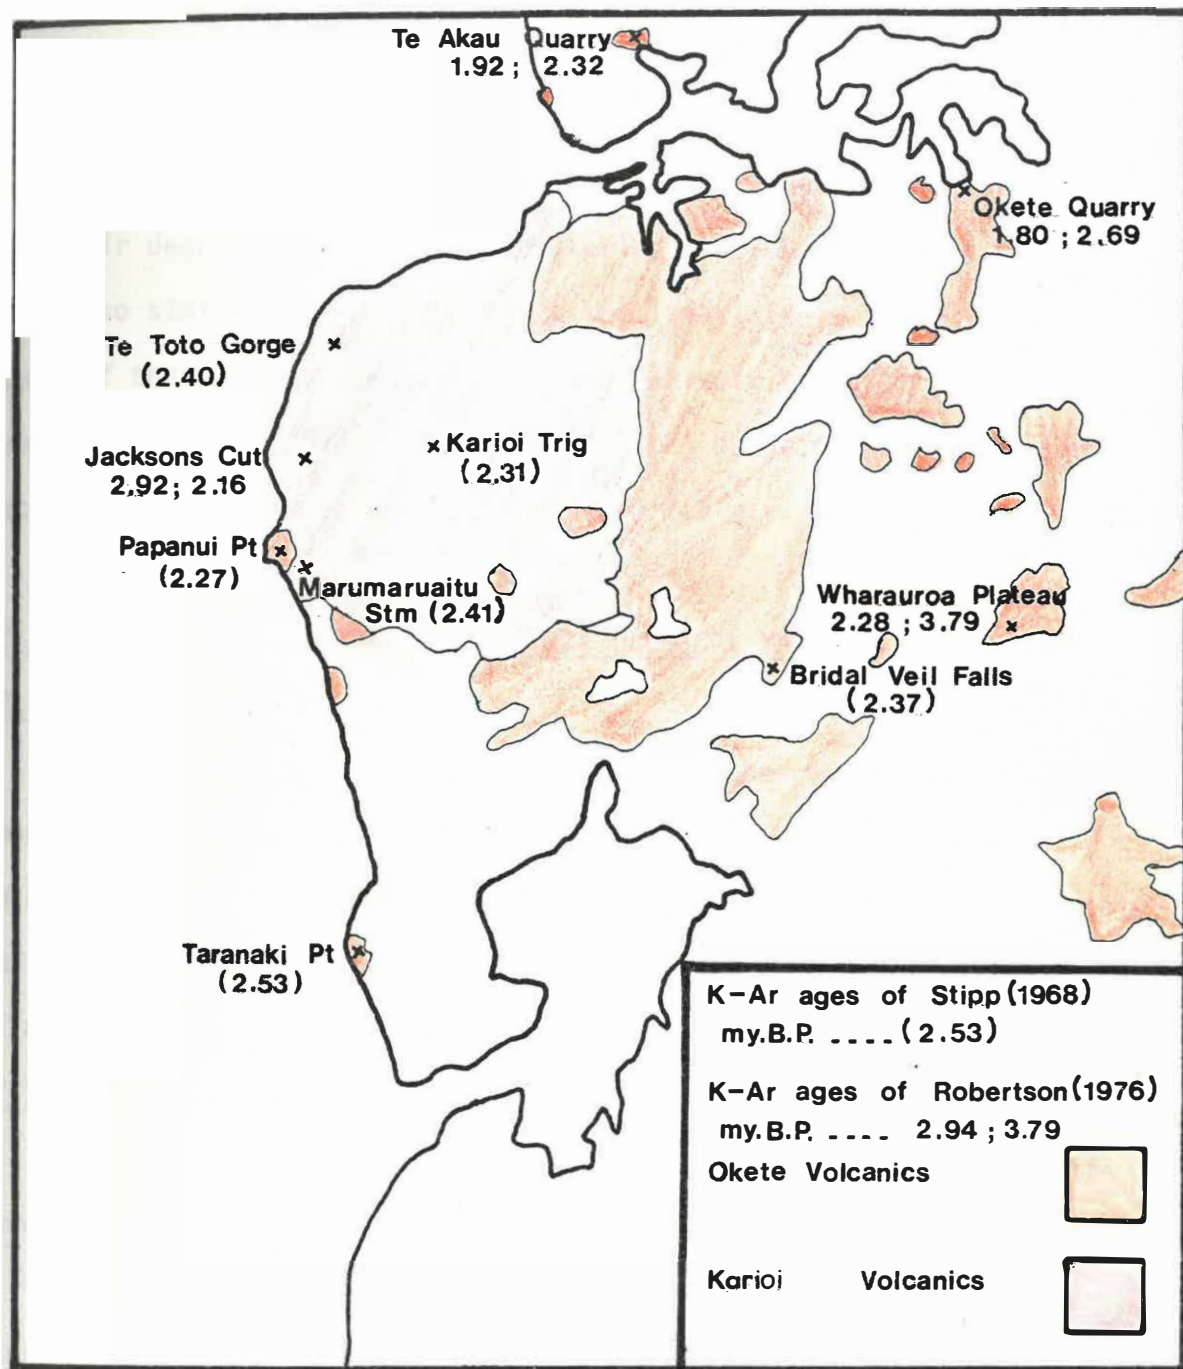 Te Akau Quarry
1.92 ; 2.32
Okete Quarry
1.80 ; 2.69
Te Toto Gorge
(2.40)
Karioi Trig
(2.31)
Jacksons Cut
2.92; 2.16
Papanui Pt
(2.27)
Marumaruaitu
Stm (2.41)
Wharauroa Plateau
2.28 ; 3.79
Bridal Veil Falls
(2.37)
Taranaki Pt
(2.53)
K-Ar ages of Stipp (1968)
my.B.P. ---- (2.53)
K-Ar ages of Robertson (1976)
my.B.P. ---- 2.94 ; 3.79
Okete Volcanics
Karioi Volcanics